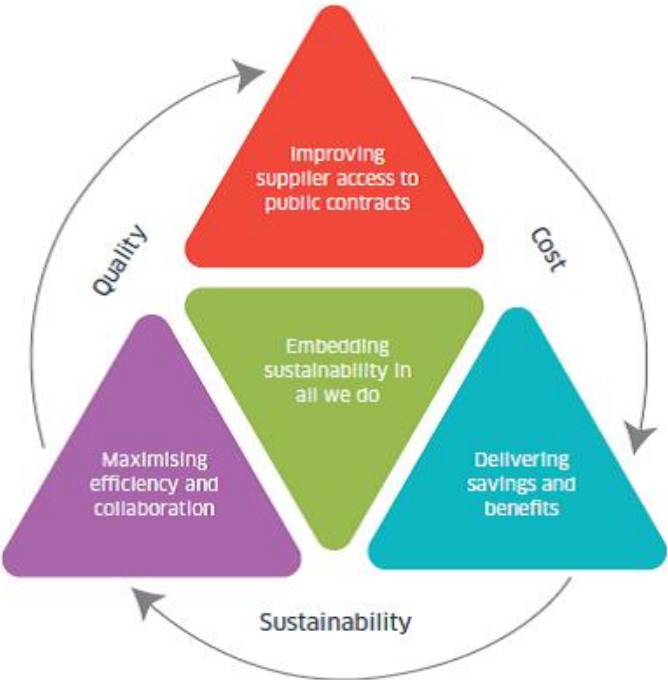 Improving
supplier access to
public contracts
Quality
Cost
Embedding
sustainability in
all we do
Maximising
efficiency and
collaboration
Delivering
savings and
benefits
Sustainability